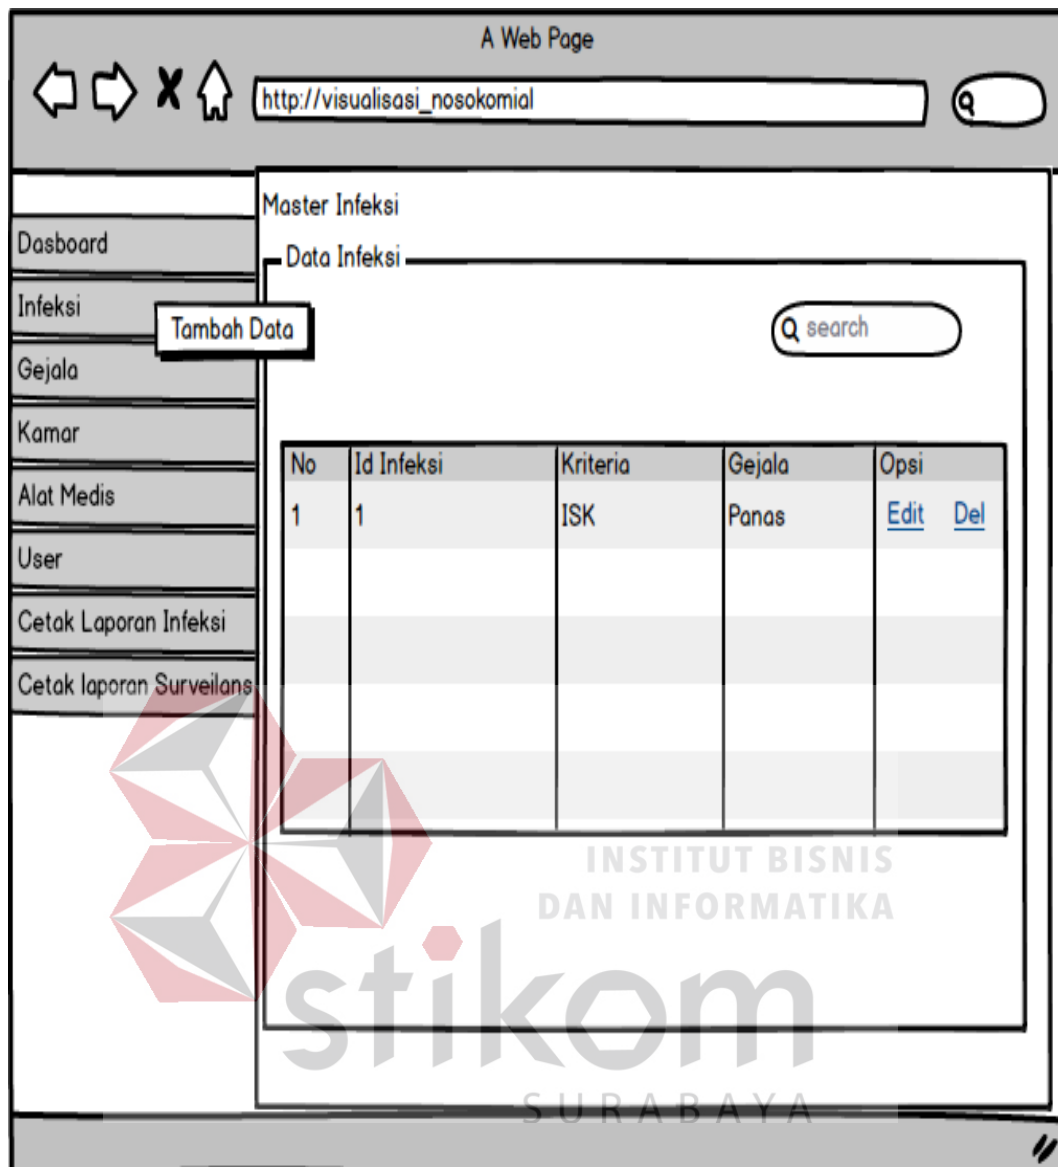 A Web Page
http://visualisasi_nosokomial
Master Infeksi
Dasboard
Infeksi
Gejala
Kamar
Alat Medis
User
Cetak Laporan Infeksi
Cetak laporan Surveilans
Data Infeksi
Tambah Data
search
No Id Infeksi Kriteria Gejala Opsi
1 1 ISK Panas Edit Del
INSTITUT BISNIS
DAN INFORMATIKA
stikom
SURABAYA